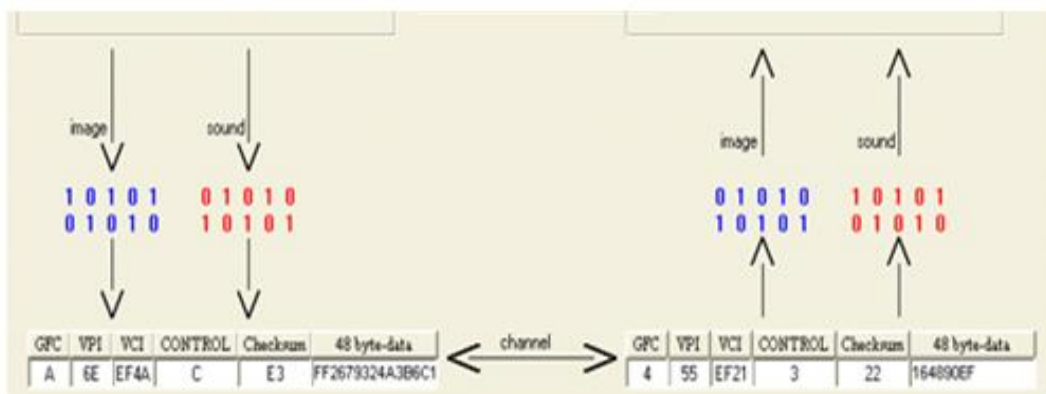 image sound image sound
1 0 1 0 1 0 1 0 1 0 0 1 0 1 0 1 0 1 0 1
0 1 0 1 0 1 0 1 0 1 1 0 1 0 1 0 1 0 1 0
GFC VPI VCI CONTROL Checksum 48 byte-data channel GFC VPI VCI CONTROL Checksum 48 byte-data
A 6E EF4A C E3 FF2679324A3B6C1 4 55 EF21 3 22 164890EF